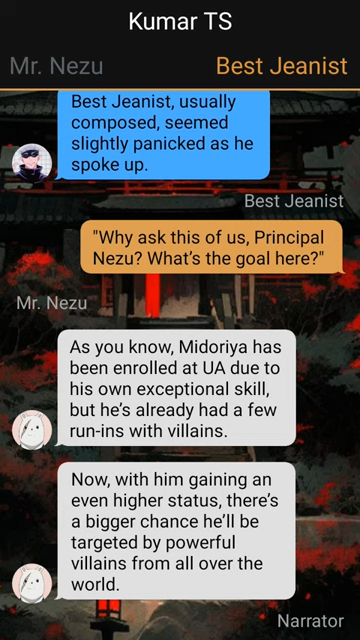 Kumar TS
Mr. Nezu
Best Jeanist
Best Jeanist, usually
composed, seemed
slightly panicked as he
spoke up.
Best Jeanist
"Why ask this of us, Principal
Nezu? What’s the goal here?"
Mr. Nezu
As you know, Midoriya has
been enrolled at UA due to
his own exceptional skill,
but he’s already had a few
run-ins with villains.
Now, with him gaining an
even higher status, there’s
a bigger chance he’ll be
targeted by powerful
villains from all over the
world.
Narrator